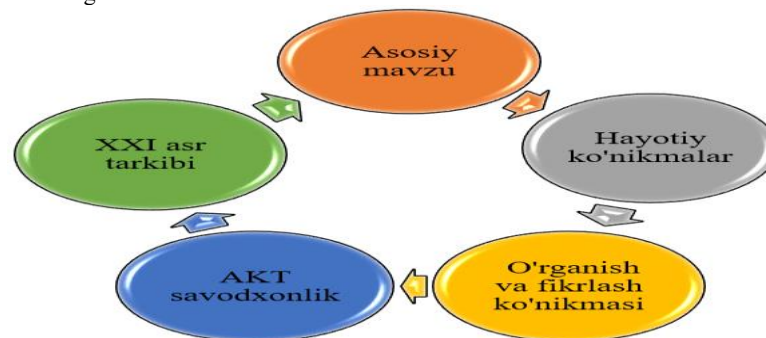 Asosiy
mavzu
Hayotiy
ko'nikmalar
O'rganish
va fikrlash
ko'nikmasi
AKT
savodxonlik
XXI asr
tarkibi